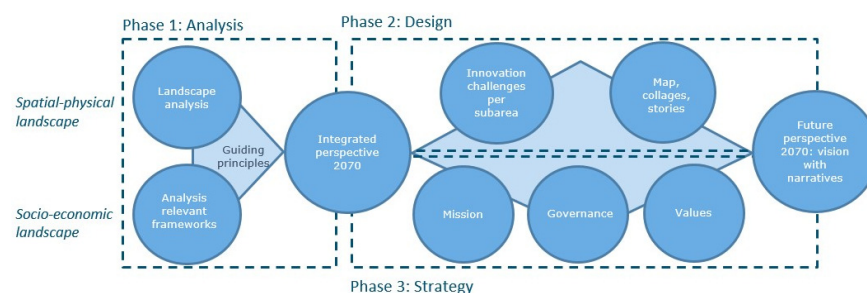 Phase 1: Analysis
Phase 2: Design
Spatial-physical
landscape
Landscape
analysis
Guiding
principles
Analysis
relevant
frameworks
Socio-economic
landscape
Integrated
perspective
2070
Innovation
challenges
per
subarea
Map,
collages,
stories
Mission
Governance
Values
Future
perspective
2070: vision
with
narratives
Phase 3: Strategy